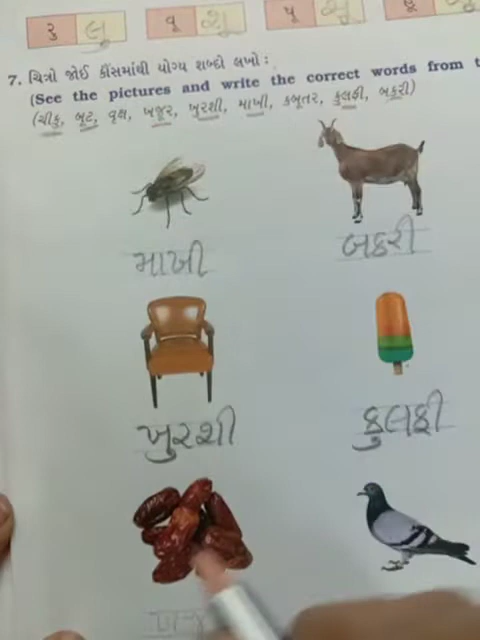 રુ લૂ વૂ શૂ પૂ
7. ચિત્રો જોઈ કૌંસમાંથી યોગ્ય શબ્દો લખો :
(See the pictures and write the correct words from t
(ચીકુ, બૂટ, વૃક્ષ, ખજૂર, ખુરશી, માખી, કબૂતર, કુલફી, બકરી)
માખી બકરી
ખુરશી કુલફી